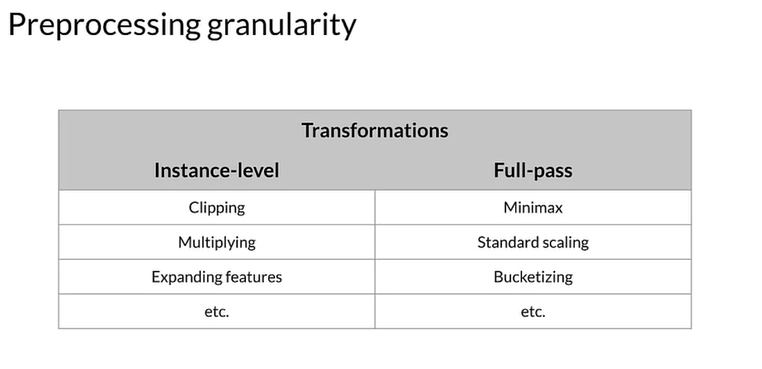 Preprocessing granularity
Transformations
Instance-level Full-pass
Clipping Minimax
Multiplying Standard scaling
Expanding features Bucketizing
etc. etc.